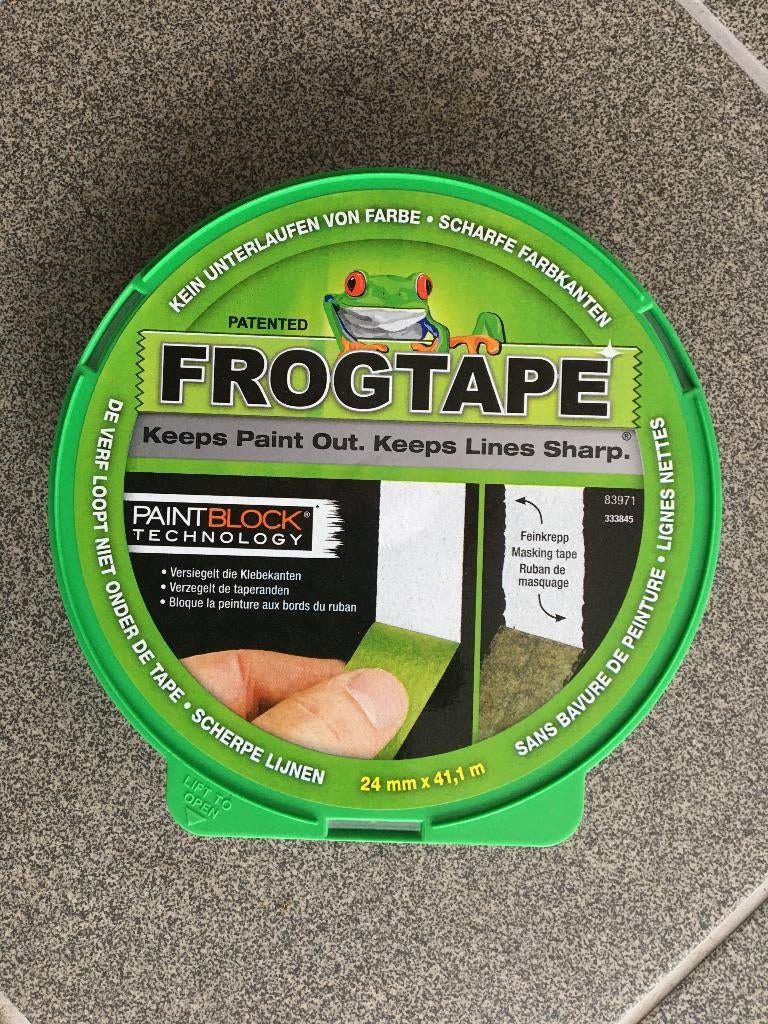 KEIN UNTERLAUFEN VON FARBE • SCHARFE FARBKANTEN
PATENTED
FROGTAPE
Keeps Paint Out. Keeps Lines Sharp.®
PAINTBLOCK®*
TECHNOLOGY
• Versiegelt die Klebekanten
• Verzegelt de taperanden
• Bloque la peinture aux bords du ruban
83971
333845
Feinkrepp
Masking tape
Ruban de
masquage
DE VERF LOOPT NIET ONDER DE TAPE • SCHERPE LIJNEN
SANS BAVURE DE PEINTURE • LIGNES NETTES
24 mm x 41,1 m
LIFT TO
OPEN